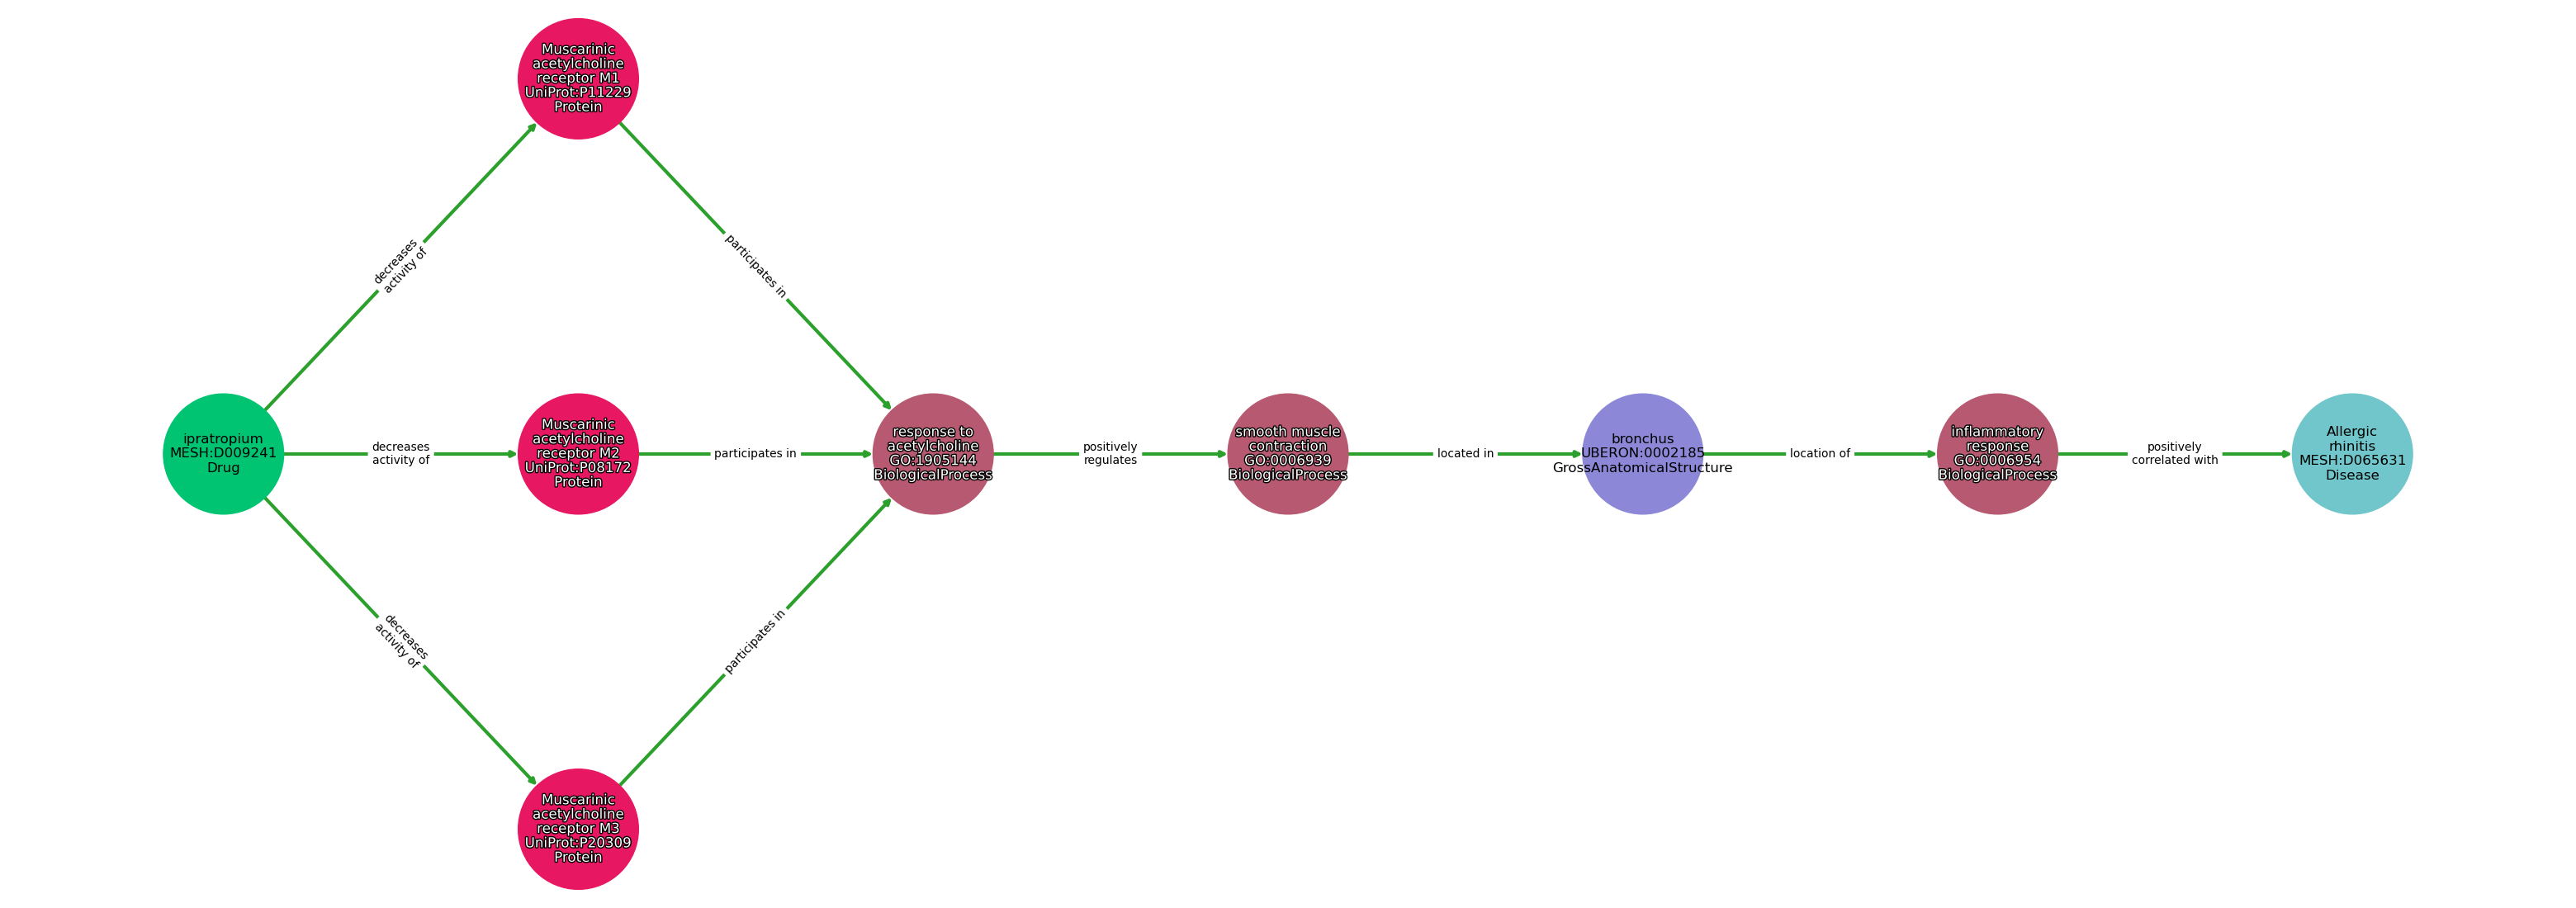 Muscarinic
acetylcholine
receptor M1
UniProt:P11229
Protein
decreases
activity of
participates in
ipratropium
MESH:D009241
Drug
decreases
activity of
Muscarinic
acetylcholine
receptor M2
UniProt:P08172
Protein
participates in
response to
acetylcholine
GO:1905144
BiologicalProcess
positively
regulates
smooth muscle
contraction
GO:0006939
BiologicalProcess
located in
bronchus
UBERON:0002185
GrossAnatomicalStructure
location of
inflammatory
response
GO:0006954
BiologicalProcess
positively
correlated with
Allergic
rhinitis
MESH:D065631
Disease
decreases
activity of
participates in
Muscarinic
acetylcholine
receptor M3
UniProt:P20309
Protein